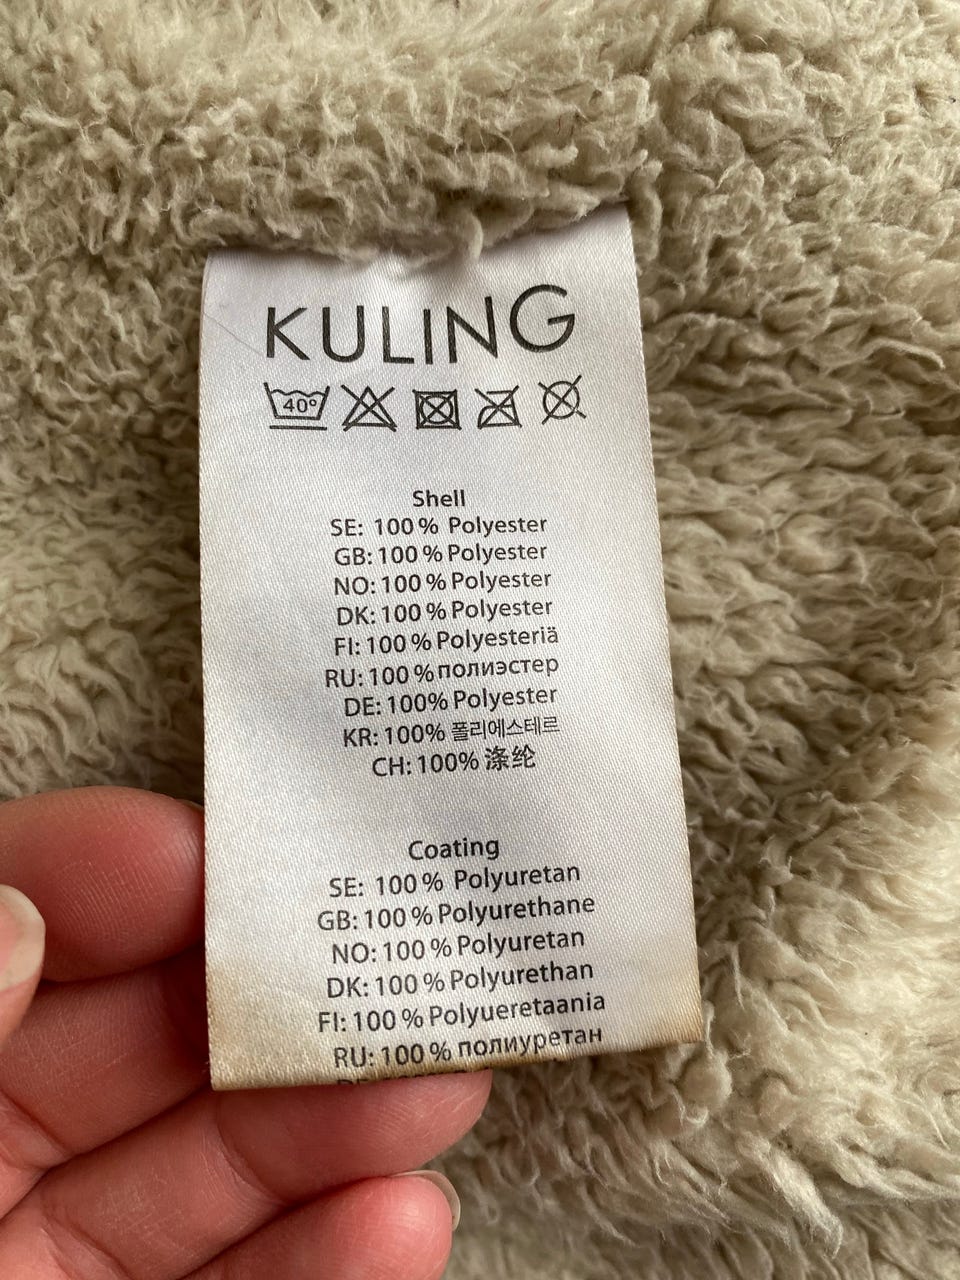 KULiNG
40°
Shell
SE: 100 % Polyester
GB: 100 % Polyester
NO: 100 % Polyester
DK: 100 % Polyester
FI: 100 % Polyesteriä
RU: 100 % полиэстер
DE: 100% Polyester
KR: 100% 폴리에스테르
CH: 100% 涤纶
Coating
SE: 100 % Polyuretan
GB: 100 % Polyurethane
NO: 100 % Polyuretan
DK: 100 % Polyurethan
FI: 100 % Polyueretaania
RU: 100 % полиуретан